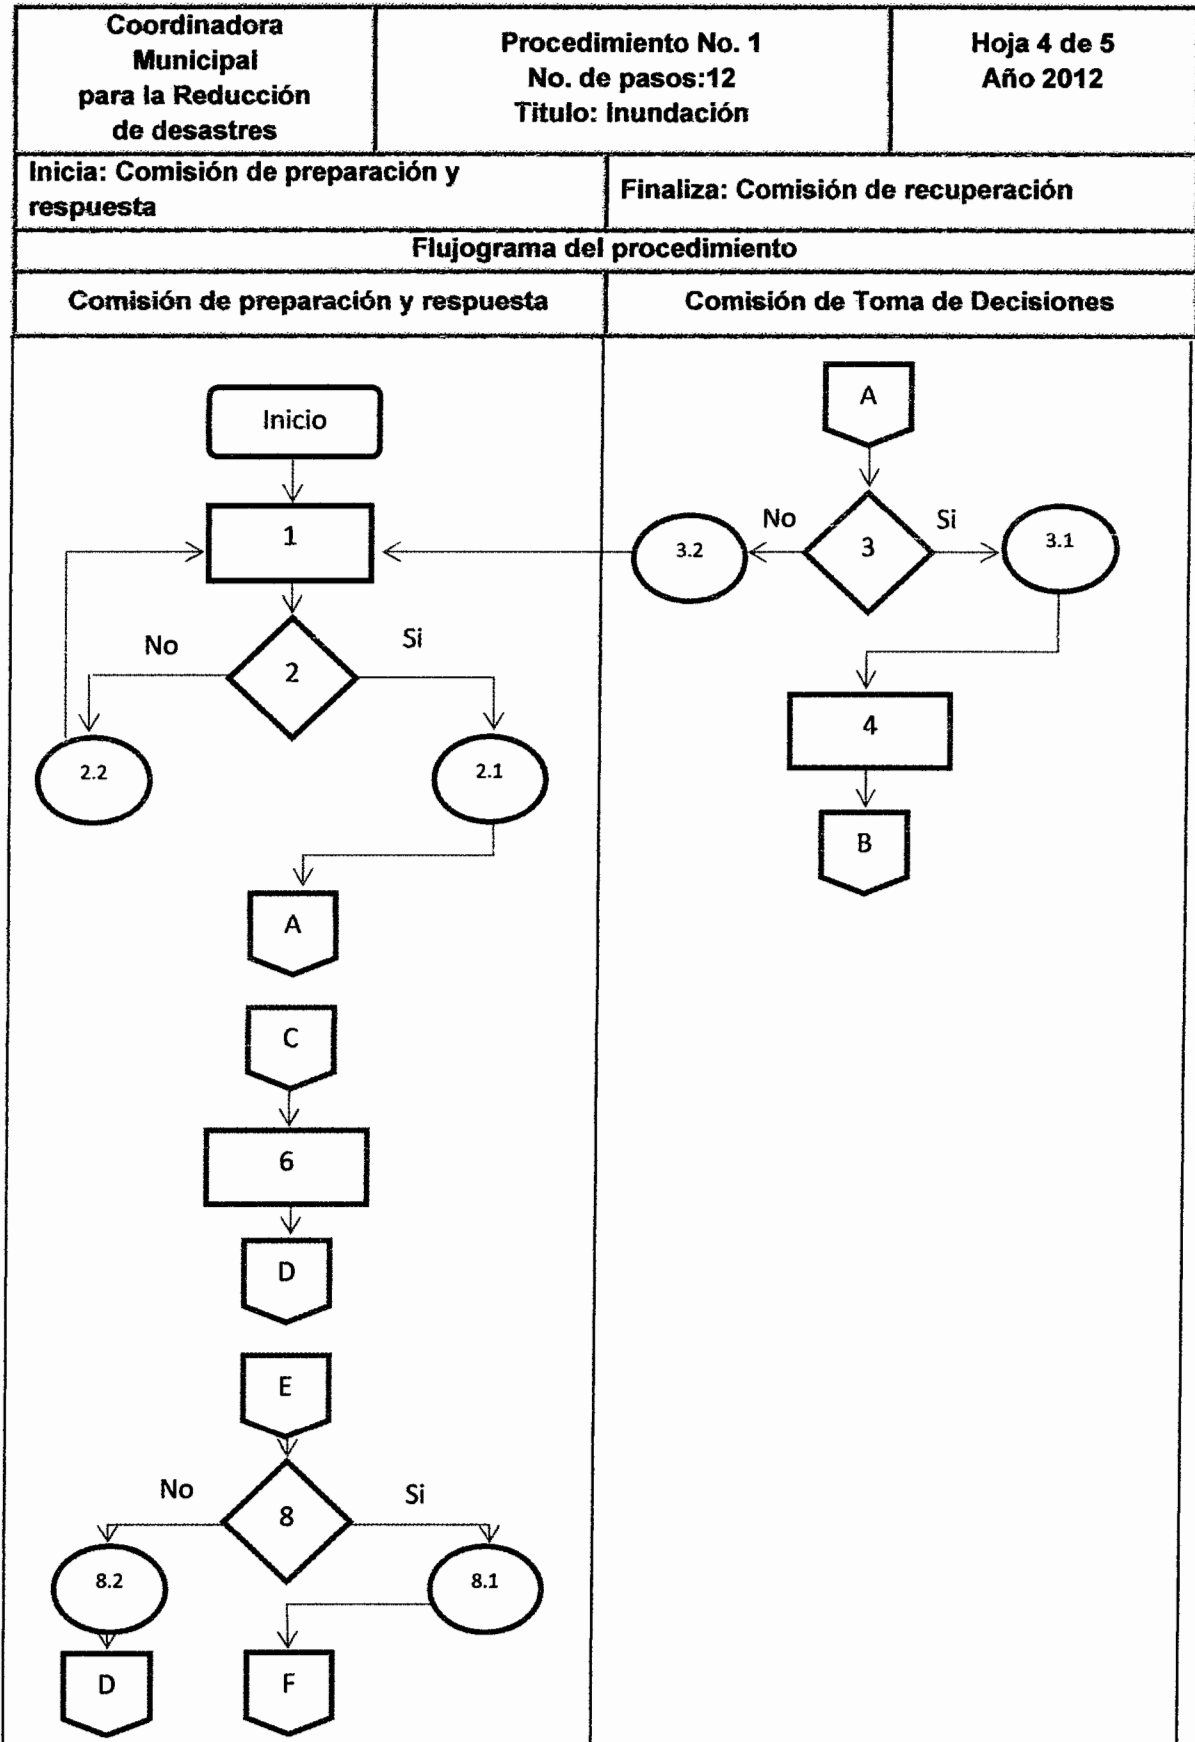 Coordinadora
Municipal
para la Reducción
de desastres
Procedimiento No. 1
No. de pasos:12
Titulo: Inundación
Hoja 4 de 5
Año 2012
Inicia: Comisión de preparación y
respuesta
Finaliza: Comisión de recuperación
Flujograma del procedimiento
Comisión de preparación y respuesta
Comisión de Toma de Decisiones
Inicio
1
No
2
Si
2.2
2.1
A
C
6
D
E
No
8
Si
8.2
8.1
D
F
A
3.2
No
3
Si
3.1
4
B